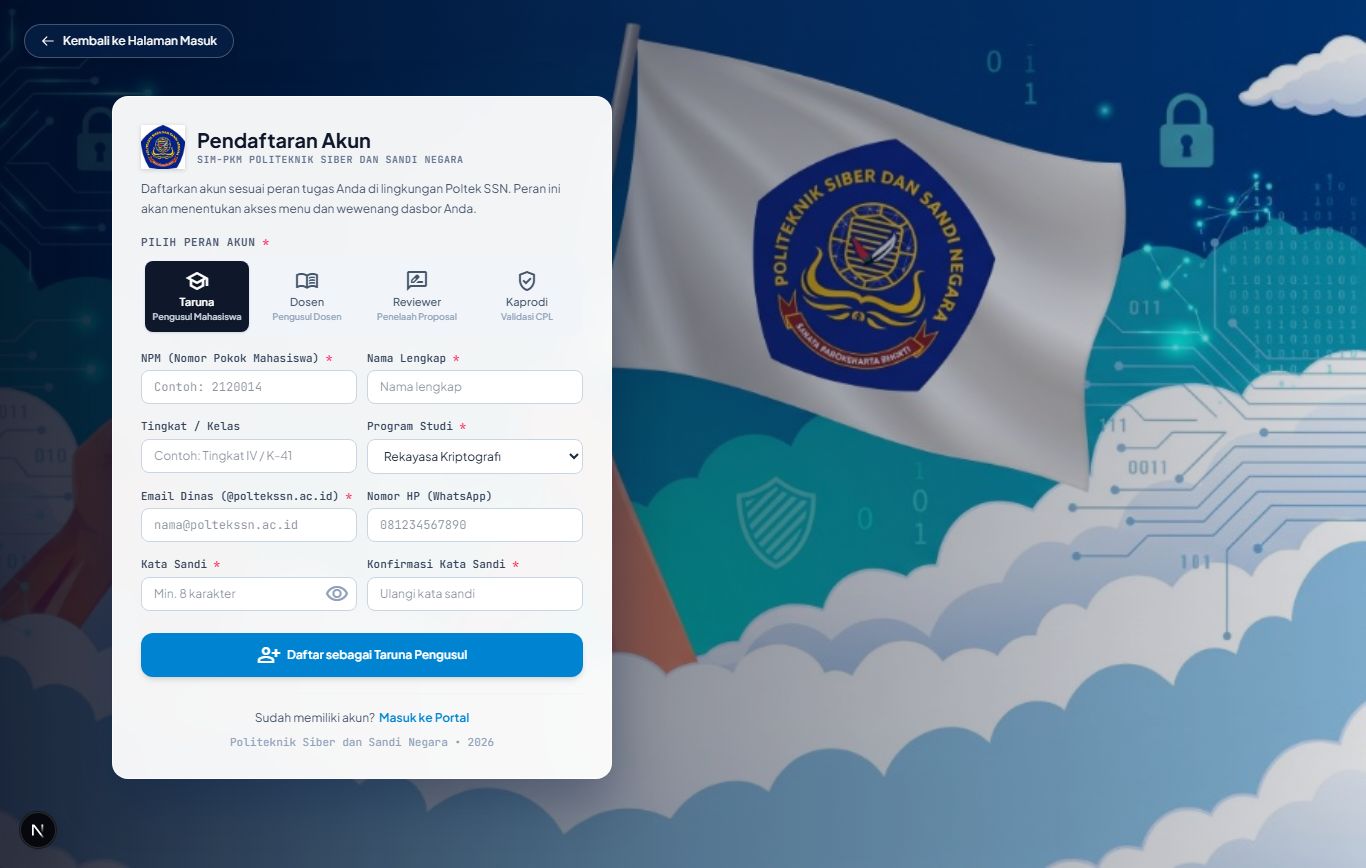 Kembali ke Halaman Masuk
Pendaftaran Akun
SIM-PKM POLITEKNIK SIBER DAN SANDI NEGARA
Daftarkan akun sesuai peran tugas Anda di lingkungan Poltek SSN. Peran ini
akan menentukan akses menu dan wewenang dasbor Anda.
PILIH PERAN AKUN *
Taruna
Pengusul Mahasiswa
Dosen
Pengusul Dosen
Reviewer
Penelaah Proposal
Kaprodi
Validasi CPL
NPM (Nomor Pokok Mahasiswa) *
Contoh: 2120014
Nama Lengkap *
Nama lengkap
Tingkat / Kelas
Contoh: Tingkat IV / K-41
Program Studi *
Rekayasa Kriptografi
Email Dinas (@poltekssn.ac.id) *
nama@poltekssn.ac.id
Nomor HP (WhatsApp)
081234567890
Kata Sandi *
Min. 8 karakter
Konfirmasi Kata Sandi *
Ulangi kata sandi
Daftar sebagai Taruna Pengusul
Sudah memiliki akun? Masuk ke Portal
Politeknik Siber dan Sandi Negara • 2026
N
POLITEKNIK SIBER DAN SANDI NEGARA
0 1
1
011
111
0011
1
0 0
1
101
011
010